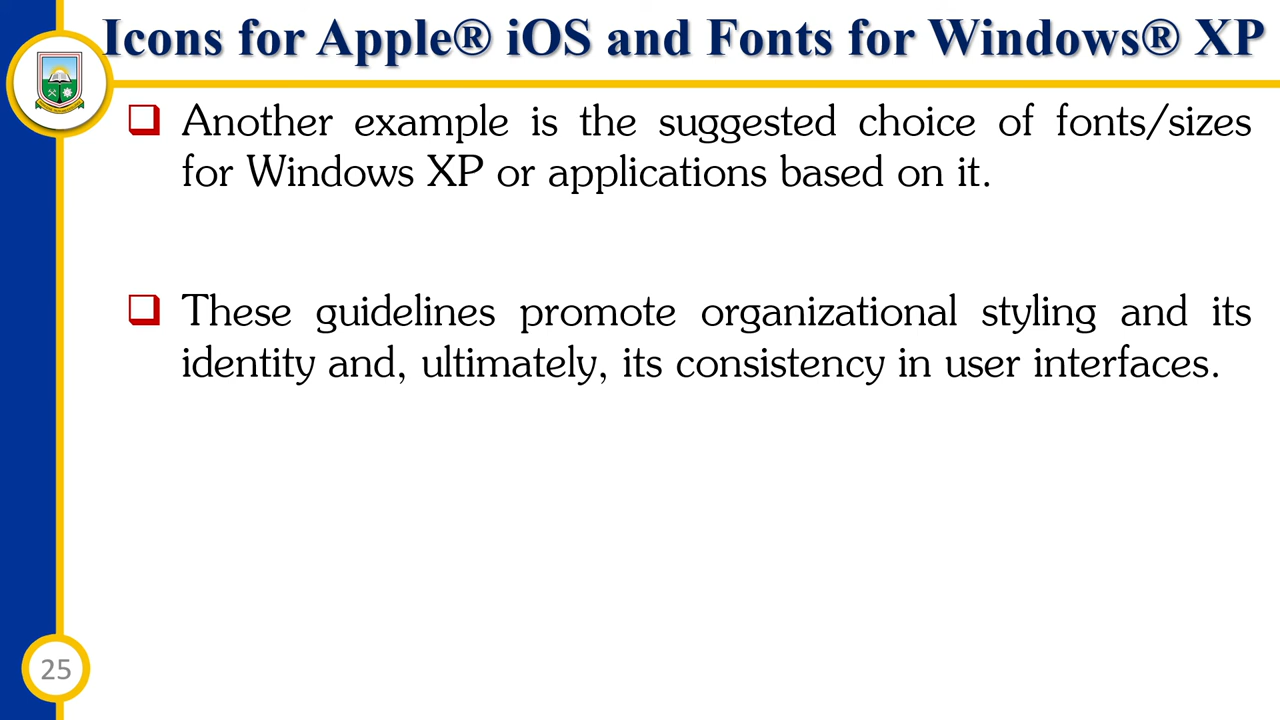 Icons for Apple® iOS and Fonts for Windows® XP
Another example is the suggested choice of fonts/sizes
for Windows XP or applications based on it.
These guidelines promote organizational styling and its
identity and, ultimately, its consistency in user interfaces.
25